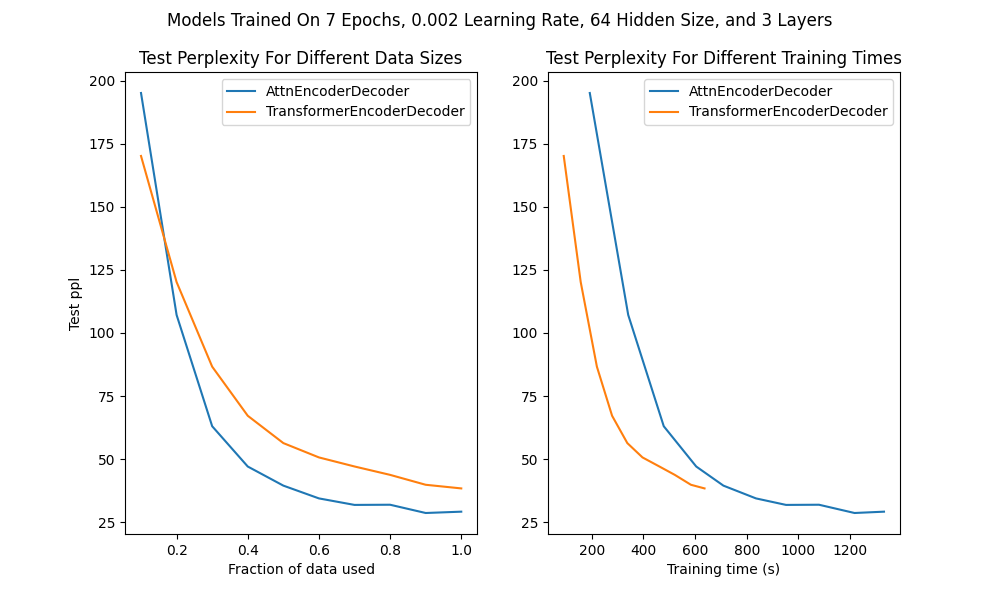 Models Trained On 7 Epochs, 0.002 Learning Rate, 64 Hidden Size, and 3 Layers
Test Perplexity For Different Data Sizes
AttnEncoderDecoder
TransformerEncoderDecoder
200
175
150
125
100
75
50
25
Test ppl
0.2
0.4
0.6
0.8
1.0
Fraction of data used
Test Perplexity For Different Training Times
AttnEncoderDecoder
TransformerEncoderDecoder
200
175
150
125
100
75
50
25
200
400
600
800
1000
1200
Training time (s)